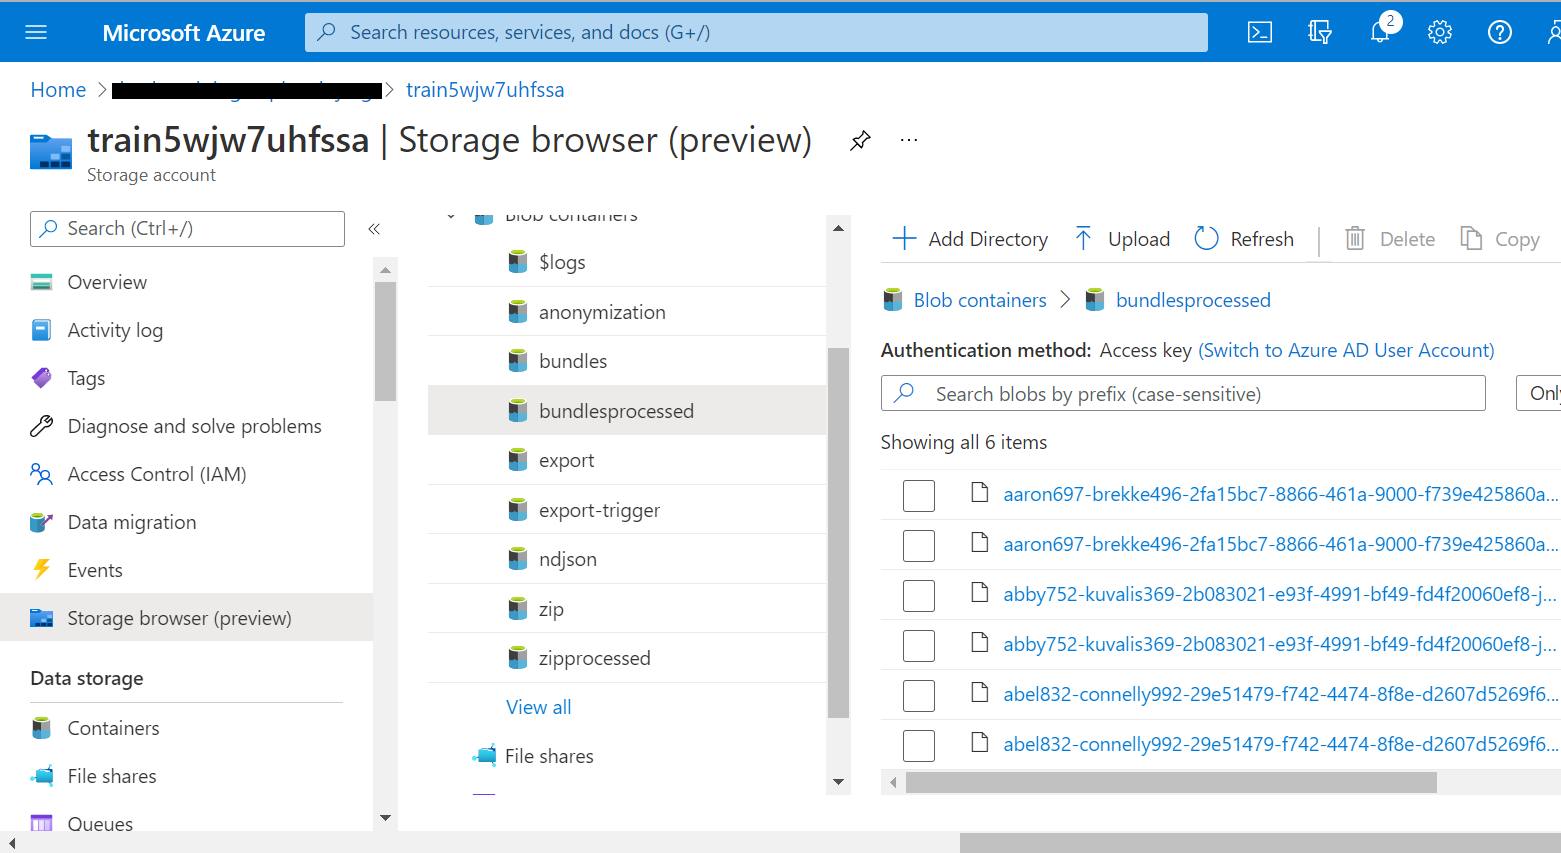 Microsoft Azure
Search resources, services, and docs (G+/)
2
Home
train5wjw7uhfssa
train5wjw7uhfssa | Storage browser (preview)
...
Storage account
Search (Ctrl+/)
«
Overview
Activity log
Tags
Diagnose and solve problems
Access Control (IAM)
Data migration
Events
Storage browser (preview)
Data storage
Containers
File shares
Queues
Blob containers
$logs
anonymization
bundles
bundlesprocessed
export
export-trigger
ndjson
zip
zipprocessed
View all
File shares
Add Directory
Upload
Refresh
Delete
Copy
Blob containers
bundlesprocessed
Authentication method: Access key (Switch to Azure AD User Account)
Search blobs by prefix (case-sensitive)
Only
Showing all 6 items
aaron697-brekke496-2fa15bc7-8866-461a-9000-f739e425860a...
aaron697-brekke496-2fa15bc7-8866-461a-9000-f739e425860a...
abby752-kuvalis369-2b083021-e93f-4991-bf49-fd4f20060ef8-j...
abby752-kuvalis369-2b083021-e93f-4991-bf49-fd4f20060ef8-j...
abel832-connelly992-29e51479-f742-4474-8f8e-d2607d5269f6...
abel832-connelly992-29e51479-f742-4474-8f8e-d2607d5269f6...